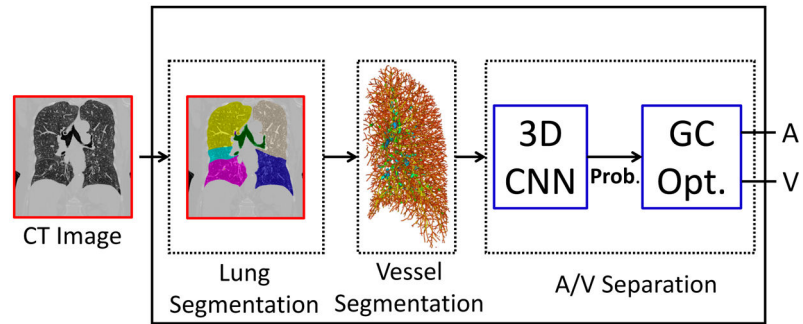 CT Image
Lung
Segmentation
Vessel
Segmentation
3D
CNN
Prob.
GC
Opt.
A
V
A/V Separation